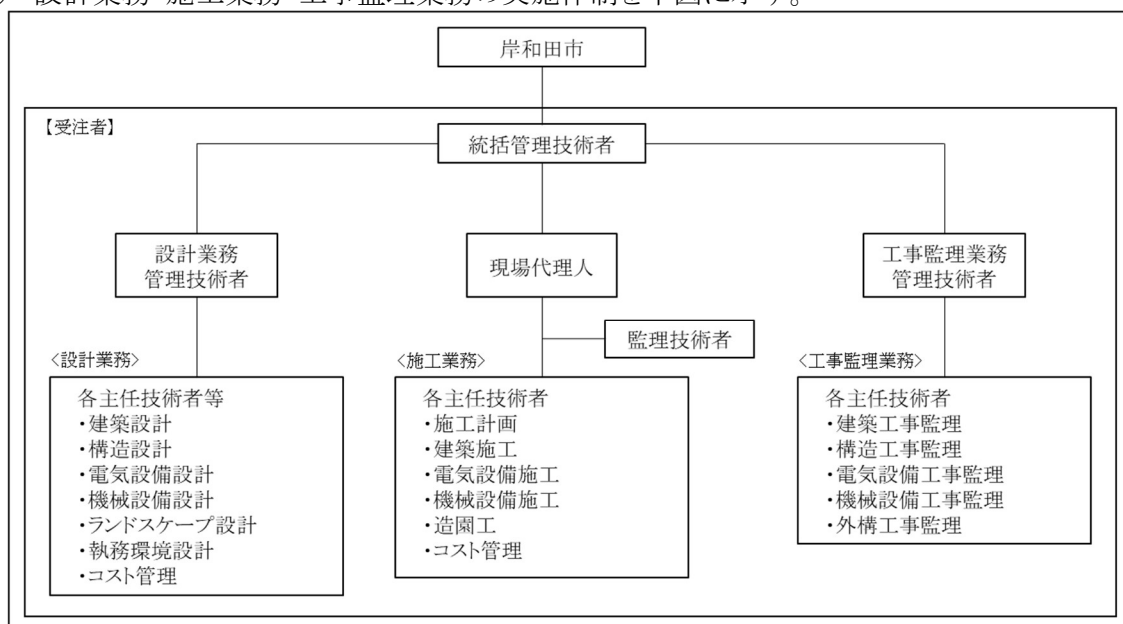 設計業務・施工業務・工事監理業務の実施体制を下図に示す。
岸和田市
【受注者】
統括管理技術者
設計業務
管理技術者
現場代理人
工事監理業務
管理技術者
監理技術者
<設計業務>
各主任技術者等
・建築設計
・構造設計
・電気設備設計
・機械設備設計
・ランドスケープ設計
・執務環境設計
・コスト管理
<施工業務>
各主任技術者
・施工計画
・建築施工
・電気設備施工
・機械設備施工
・造園工
・コスト管理
<工事監理業務>
各主任技術者
・建築工事監理
・構造工事監理
・電気設備工事監理
・機械設備工事監理
・外構工事監理